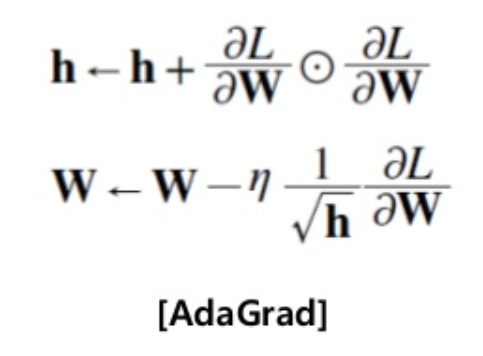 h ← h + ∂L/∂W ⊙ ∂L/∂W
W ← W − η 1/√h ∂L/∂W
[AdaGrad]